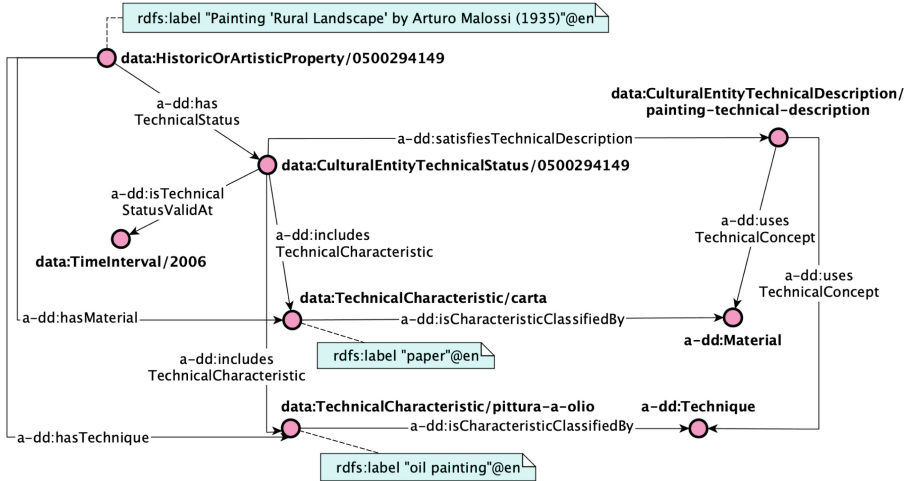 rdfs:label "Painting 'Rural Landscape' by Arturo Malossi (1935)"@en
data:HistoricOrArtisticProperty/0500294149
a-dd:has
TechnicalStatus
data:CulturalEntityTechnicalDescription/
painting-technical-description
a-dd:satisfiesTechnicalDescription
data:CulturalEntityTechnicalStatus/0500294149
a-dd:isTechnical
StatusValidAt
data:TimeInterval/2006
a-dd:includes
TechnicalCharacteristic
a-dd:uses
TechnicalConcept
a-dd:uses
TechnicalConcept
data:TechnicalCharacteristic/carta
a-dd:hasMaterial
a-dd:isCharacteristicClassifiedBy
a-dd:Material
rdfs:label "paper"@en
a-dd:includes
TechnicalCharacteristic
data:TechnicalCharacteristic/pittura-a-olio
a-dd:Technique
a-dd:isCharacteristicClassifiedBy
a-dd:hasTechnique
rdfs:label "oil painting"@en